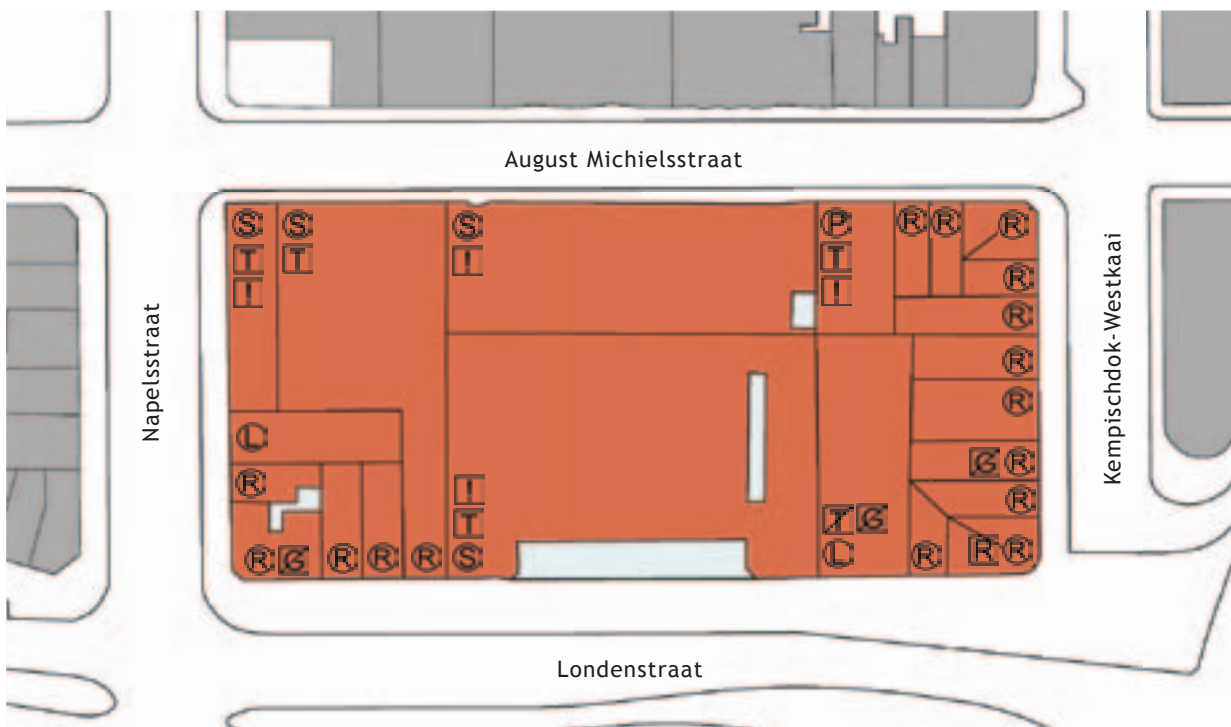 August Michielsstraat
S S S P R R R
T T ! T R
! !
R
Napelsstraat
Kempischdok-Westkaai
R
R
L
G R
R
!
R
T
T G
R G R R R S L R R R
Londenstraat